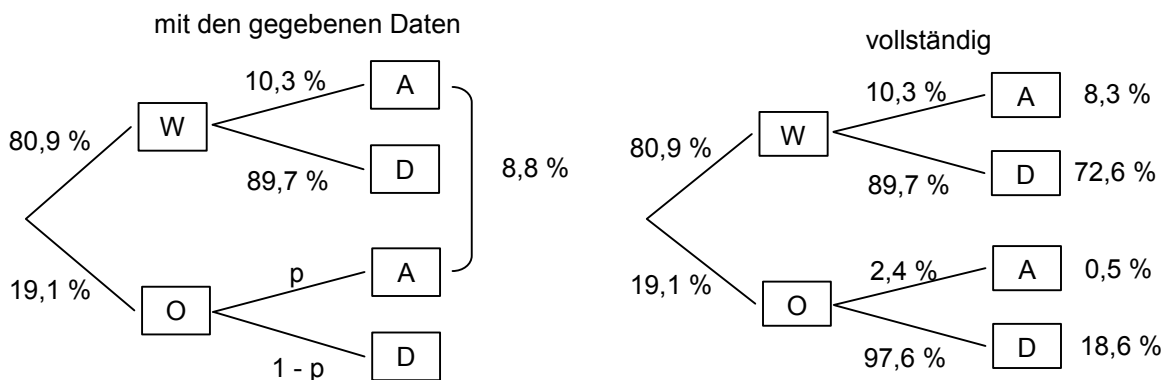 mit den gegebenen Daten
10,3 %
A
80,9 %
W
8,8 %
89,7 %
D
19,1 %
p
A
O
1 - p
D
vollständig
10,3 %
A
8,3 %
80,9 %
W
89,7 %
D
72,6 %
19,1 %
2,4 %
A
0,5 %
O
97,6 %
D
18,6 %